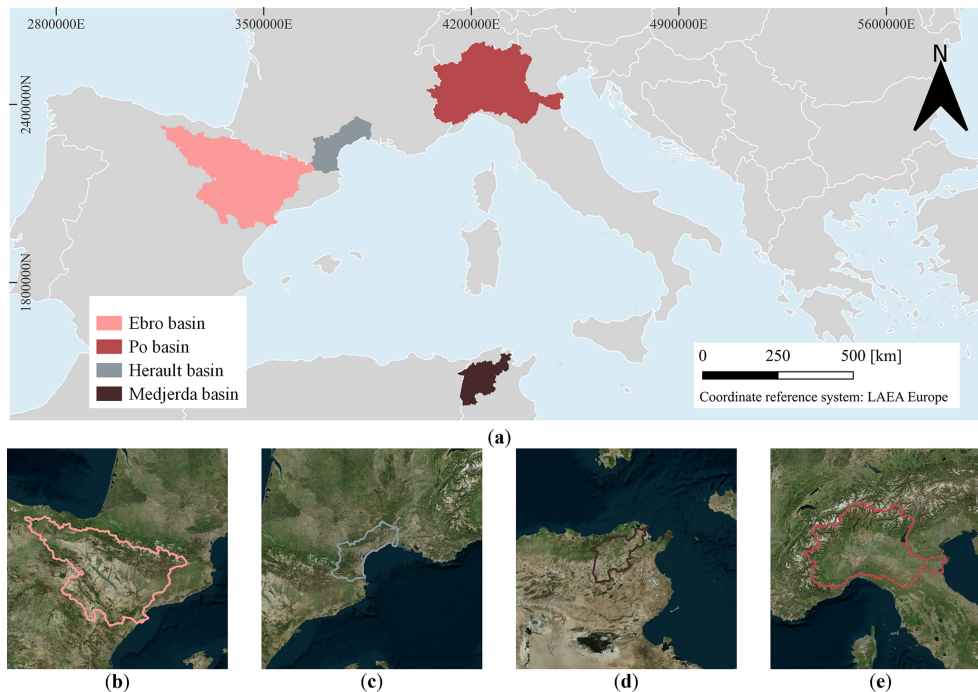 2800000E 3500000E 4200000E 4900000E 5600000E
N
2400000N
1800000N
Ebro basin
Po basin
Herault basin
Medjerda basin
0 250 500 [km]
Coordinate reference system: LAEA Europe
(a)
(b) (c) (d) (e)